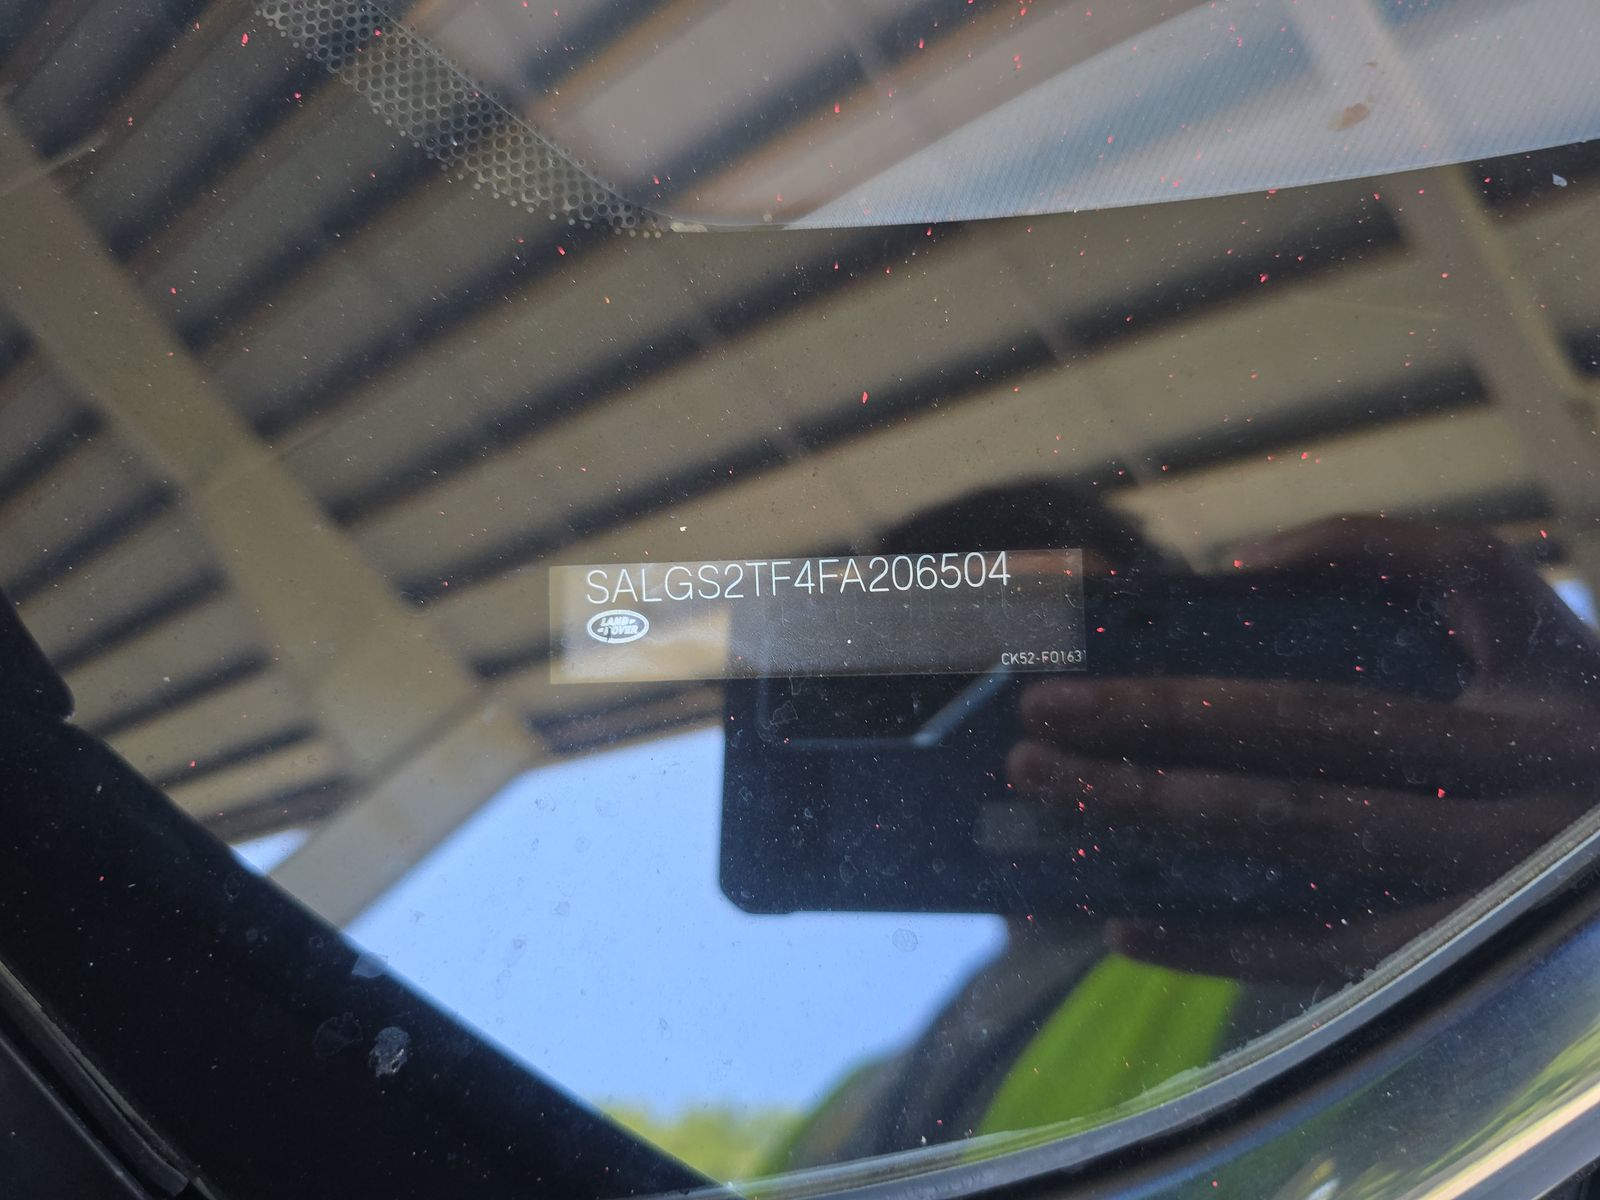 SALGS2TF4FA206504
LAND
ROVER
CK52-F0163